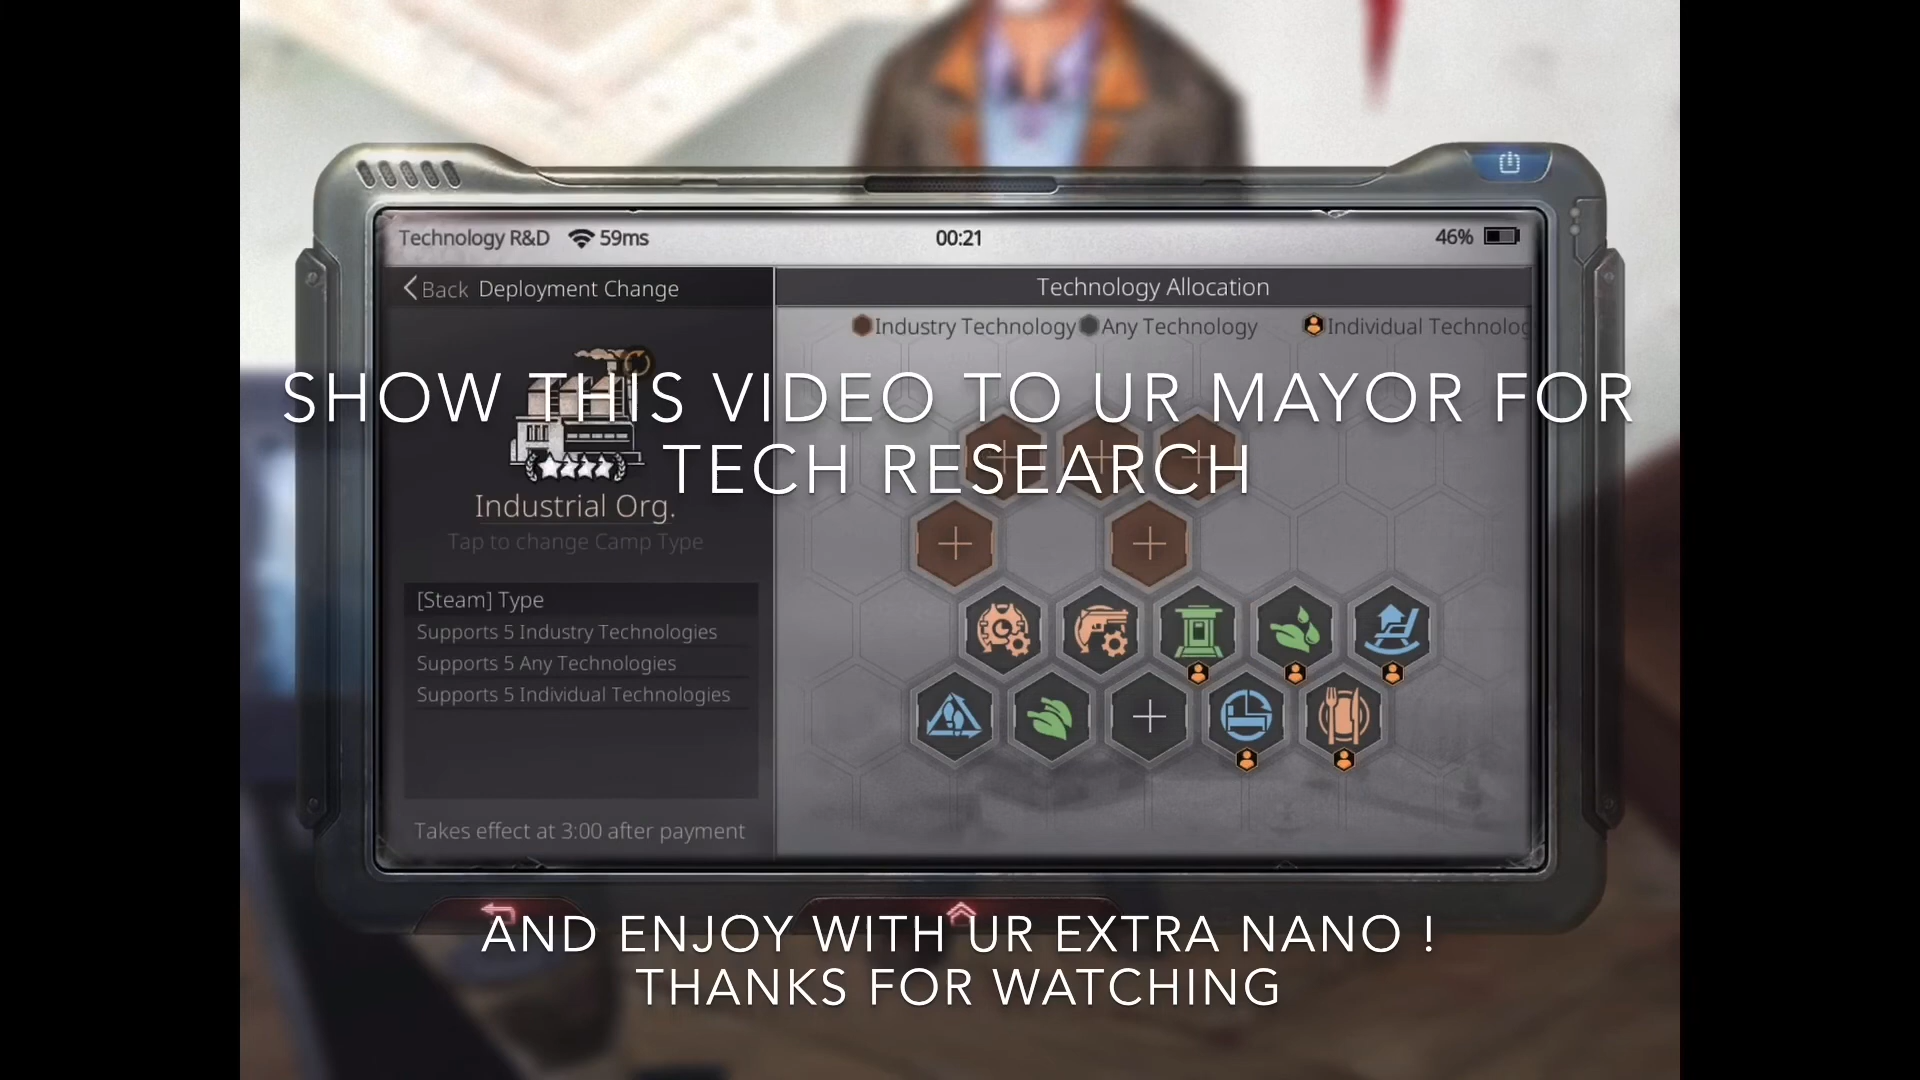 Technology R&D 59ms 00:21 46%
Back Deployment Change
Technology Allocation
Industry Technology Any Technology Individual Technolog
SHOW THIS VIDEO TO UR MAYOR FOR
TECH RESEARCH
Industrial Org.
Tap to change Camp Type
[Steam] Type
Supports 5 Industry Technologies
Supports 5 Any Technologies
Supports 5 Individual Technologies
Takes effect at 3:00 after payment
AND ENJOY WITH UR EXTRA NANO !
THANKS FOR WATCHING